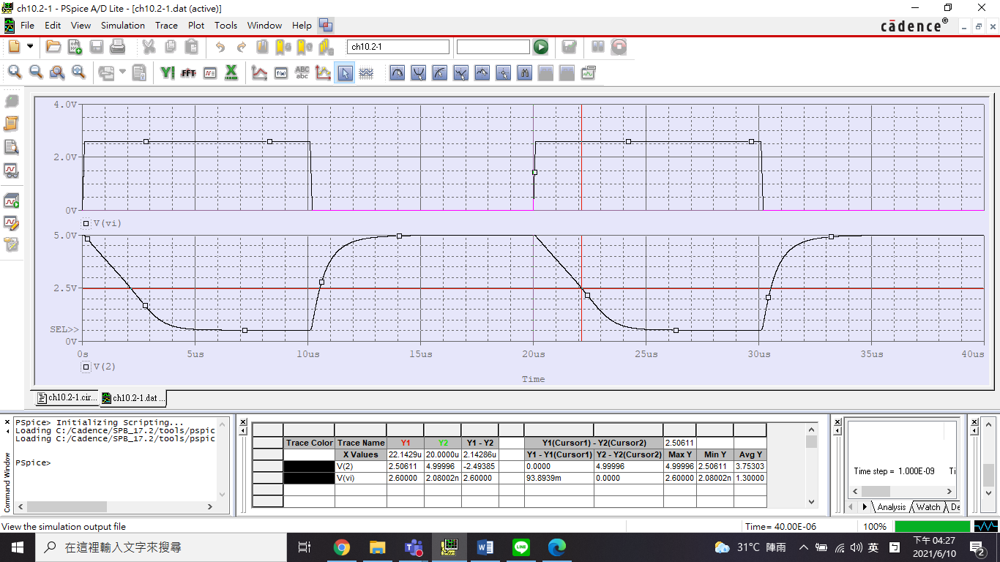 ch10.2-1 - PSpice A/D Lite - [ch10.2-1.dat (active)]
File Edit View Simulation Trace Plot Tools Window Help
cādence®
ch10.2-1
FFT
ABC
abc
4.0V
2.0V
0V
V(vi)
5.0V
2.5V
SEL>>
0V
0s 5us 10us 15us 20us 25us 30us 35us 40us
V(2)
Time
ch10.2-1.cir... ch10.2-1.dat ...
Command Window
PSpice> Initializing Scripting...
Loading C:/Cadence/SPB_17.2/tools/pspic
Loading C:/Cadence/SPB_17.2/tools/pspic
PSpice>
Trace Color Trace Name Y1 Y2 Y1 - Y2 Y1(Cursor1) - Y2(Cursor2) 2.50611
X Values 22.1429u 20.0000u 2.14286u Y1 - Y1(Cursor1) Y2 - Y2(Cursor2) Max Y Min Y Avg Y
V(2) 2.50611 4.99996 -2.49385 0.0000 4.99996 4.99996 2.50611 3.75303
V(vi) 2.60000 2.08002n 2.60000 93.8939m 0.0000 2.60000 2.08002n 1.30000
Time step = 1.000E-09 Ti
Analysis Watch De
View the simulation output file
Time= 40.00E-06 100%
在這裡輸入文字來搜尋
31°C 陣雨
英
下午 04:27
2021/6/10
2